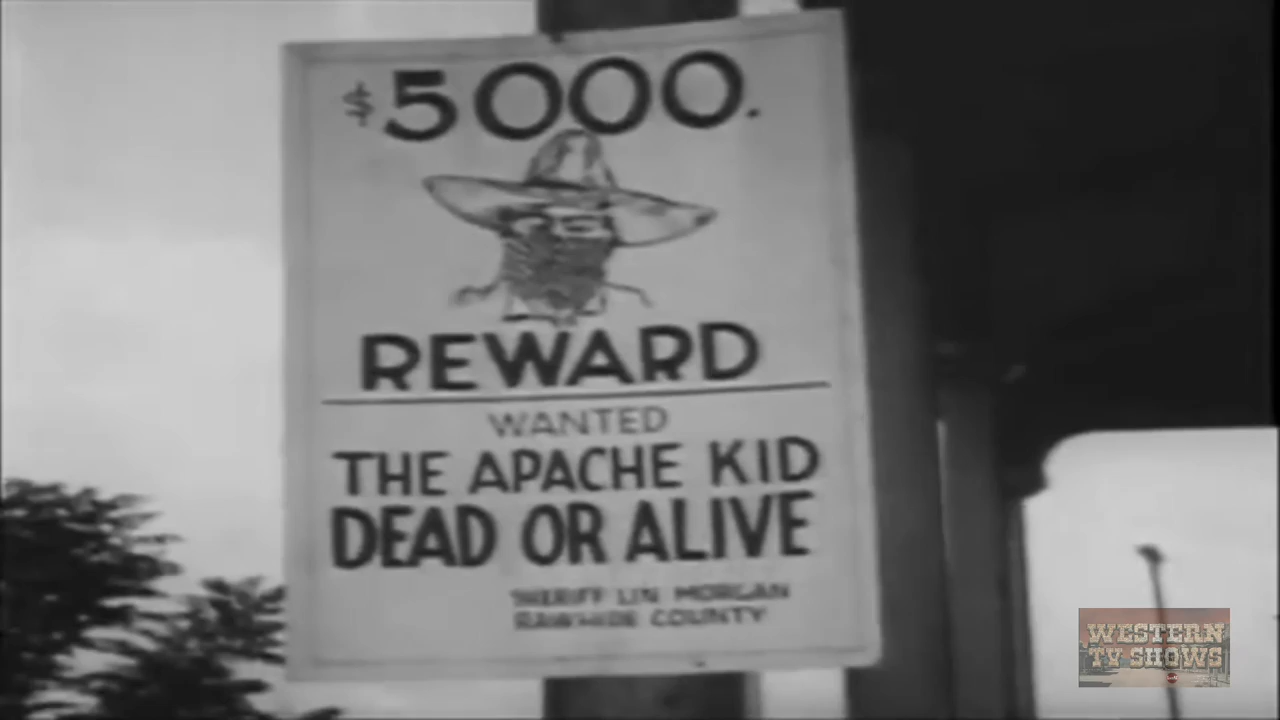 $5000.
REWARD
WANTED
THE APACHE KID
DEAD OR ALIVE
SHERIFF LIN MORGAN
RAWHIDE COUNTY
WESTERN
TV SHOWS